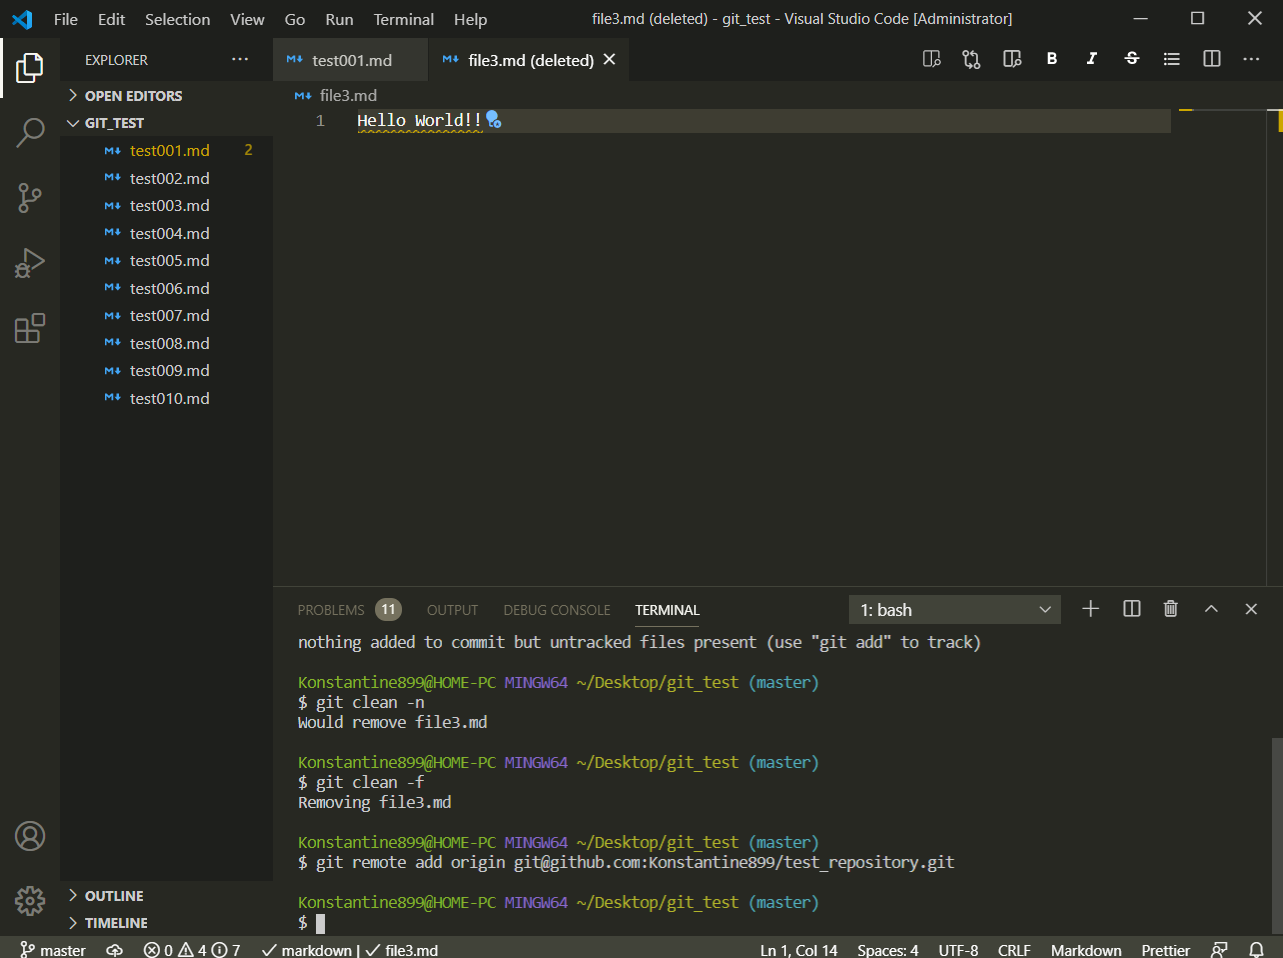 File Edit Selection View Go Run Terminal Help file3.md (deleted) - git_test - Visual Studio Code [Administrator]
EXPLORER ··· test001.md file3.md (deleted) B I S ···
OPEN EDITORS
file3.md
GIT_TEST
1 Hello World!!
test001.md 2
test002.md
test003.md
test004.md
test005.md
test006.md
test007.md
test008.md
test009.md
test010.md
PROBLEMS 11 OUTPUT DEBUG CONSOLE TERMINAL 1: bash
nothing added to commit but untracked files present (use "git add" to track)
Konstantine899@HOME-PC MINGW64 ~/Desktop/git_test (master)
$ git clean -n
Would remove file3.md
Konstantine899@HOME-PC MINGW64 ~/Desktop/git_test (master)
$ git clean -f
Removing file3.md
Konstantine899@HOME-PC MINGW64 ~/Desktop/git_test (master)
$ git remote add origin git@github.com:Konstantine899/test_repository.git
Konstantine899@HOME-PC MINGW64 ~/Desktop/git_test (master)
$
OUTLINE
TIMELINE
master 0 4 7 markdown | file3.md Ln 1, Col 14 Spaces: 4 UTF-8 CRLF Markdown Prettier